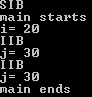 SIB
main starts
i= 20
IIB
j= 30
IIB
j= 30
main ends